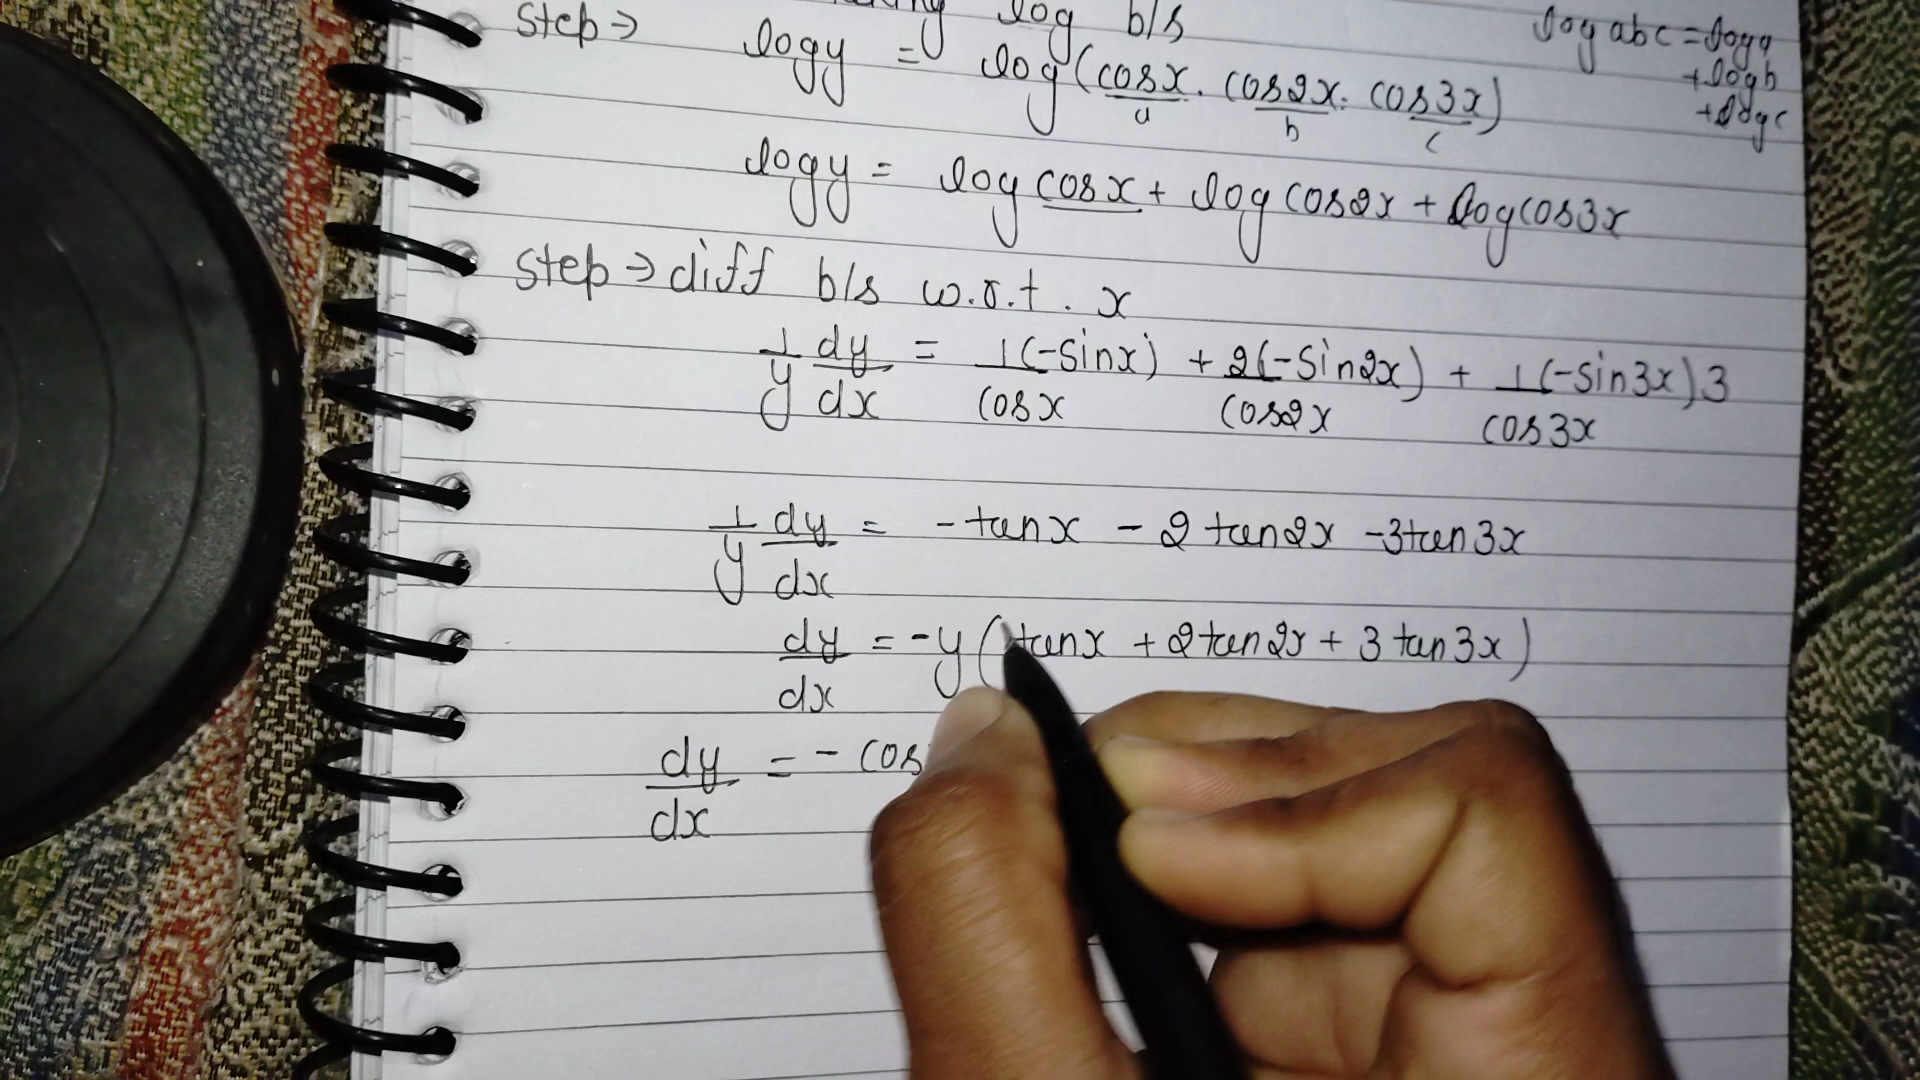 Step → log b/s
log y = log (cos x . cos 2x . cos 3x)
a b c
log abc = log a
+ log b
+ log c
log y = log cos x + log cos 2x + log cos 3x
Step → diff b/s w.r.t. x
1/y dy/dx = 1(-sin x)/cos x + 2(-sin 2x)/cos 2x + 1(-sin 3x)3/cos 3x
1/y dy/dx = - tan x - 2 tan 2x - 3 tan 3x
dy/dx = - y (tan x + 2 tan 2x + 3 tan 3x)
dy/dx = - cos